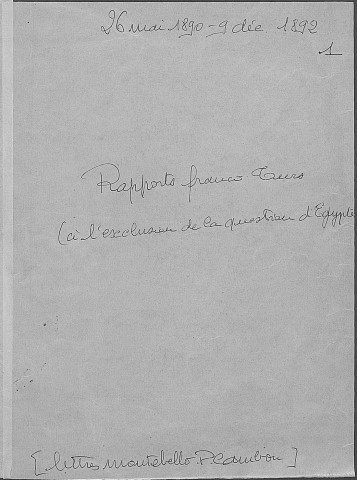 26 mai 1890 - 9 déc 1892
1
Rapports franco Turcs
(à l'exclusion de la question d'Egypte
[lettres Montebello P. Cambon]